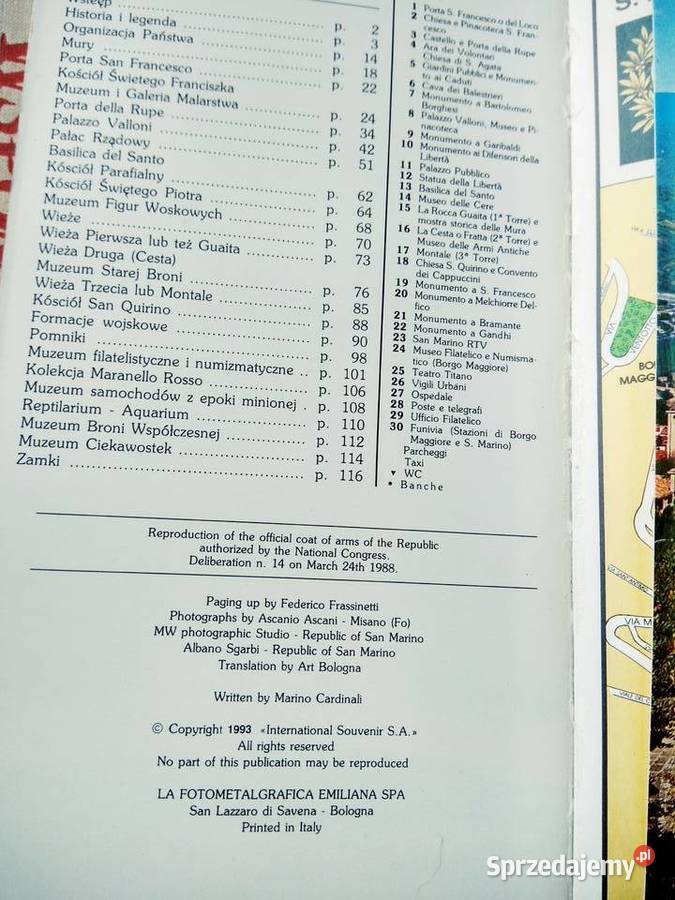 Wstęp ........ p. 2
Historia i legenda ........ p. 3
Organizacja Państwa ........ p. 14
Mury ........ p. 18
Porta San Francesco ........ p. 22
Kościół Świetego Franciszka
Muzeum i Galeria Malarstwa ........ p. 24
Porta della Rupe ........ p. 34
Palazzo Valloni ........ p. 42
Pałac Rządowy ........ p. 51
Basilica del Santo
Kościół Parafialny ........ p. 62
Kościół Świętego Piotra ........ p. 64
Muzeum Figur Woskowych ........ p. 68
Wieże ........ p. 70
Wieża Pierwsza lub też Guaita ........ p. 73
Wieża Druga (Cesta)
Muzeum Starej Broni ........ p. 76
Wieża Trzecia lub Montale ........ p. 85
Kościół San Quirino ........ p. 88
Formacje wojskowe ........ p. 90
Pomniki ........ p. 98
Muzeum filatelistyczne i numizmatyczne .. p. 101
Kolekcja Maranello Rosso ........ p. 106
Muzeum samochodów z epoki minionej . p. 108
Reptilarium - Aquarium ........ p. 110
Muzeum Broni Współczesnej ........ p. 112
Muzeum Ciekawostek ........ p. 114
Zamki ........ p. 116
1 Porta S. Francesco o del Loco
2 Chiesa e Pinacoteca S. Fran-
cesco
3 Castello e Porta della Rupe
4 Ara dei Volontari
Chiesa di S. Agata
5 Giardini Pubblici e Monumen-
to ai Caduti
6 Cava dei Balestrieri
7 Monumento a Bartolomeo
Borghesi
8 Palazzo Valloni, Museo e Pi-
nacoteca
9 Monumento a Garibaldi
10 Monumento ai Difensori della
Libertà
11 Palazzo Pubblico
12 Statua della Libertà
13 Basilica del Santo
14 Museo delle Cere
15 La Rocca Guaita (1ª Torre) e
mostra storica delle Mura
16 La Cesta o Fratta (2ª Torre) e
Museo delle Armi Antiche
17 Montale (3ª Torre)
18 Chiesa S. Quirino e Convento
dei Cappuccini
19 Monumento a S. Francesco
20 Monumento a Melchiorre Del-
fico
21 Monumento a Bramante
22 Monumento a Gandhi
23 San Marino RTV
24 Museo Filatelico e Numisma-
tico (Borgo Maggiore)
25 Teatro Titano
26 Vigili Urbani
27 Ospedale
28 Poste e telegrafi
29 Ufficio Filatelico
30 Funivia (Stazioni di Borgo
Maggiore e S. Marino)
Parcheggi
Taxi
▾ WC
• Banche
Reproduction of the official coat of arms of the Republic
authorized by the National Congress.
Deliberation n. 14 on March 24th 1988.
Paging up by Federico Frassinetti
Photographs by Ascanio Ascani - Misano (Fo)
MW photographic Studio - Republic of San Marino
Albano Sgarbi - Republic of San Marino
Translation by Art Bologna
Written by Marino Cardinali
© Copyright 1993 «International Souvenir S.A.»
All rights reserved
No part of this publication may be reproduced
LA FOTOMETALGRAFICA EMILIANA SPA
San Lazzaro di Savena - Bologna
Printed in Italy
S.
VIA
BO
MAGG
VIA M
Sprzedajemy.pl